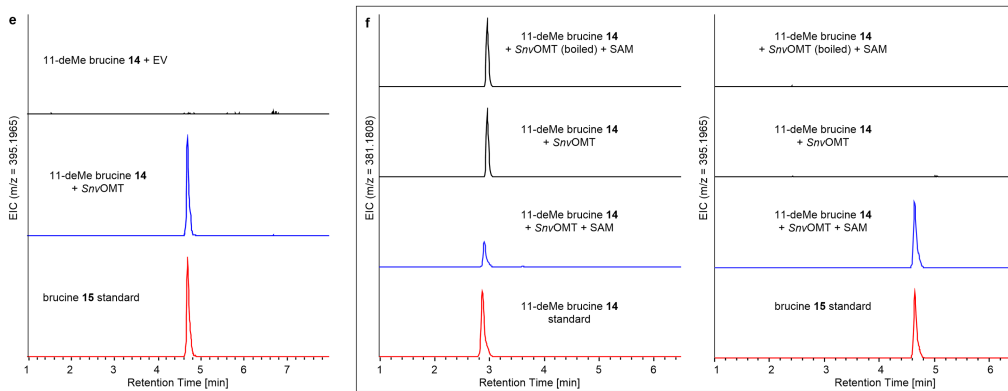 e
11-deMe brucine 14 + EV
11-deMe brucine 14
+ SnvOMT
brucine 15 standard
EIC (m/z = 395.1965)
1 2 3 4 5 6 7
Retention Time [min]
f
11-deMe brucine 14
+ SnvOMT (boiled) + SAM
11-deMe brucine 14
+ SnvOMT
11-deMe brucine 14
+ SnvOMT + SAM
11-deMe brucine 14
standard
EIC (m/z = 381.1808)
1 2 3 4 5 6
Retention Time [min]
11-deMe brucine 14
+ SnvOMT (boiled) + SAM
11-deMe brucine 14
+ SnvOMT
11-deMe brucine 14
+ SnvOMT + SAM
brucine 15 standard
EIC (m/z = 395.1965)
1 2 3 4 5 6
Retention Time [min]